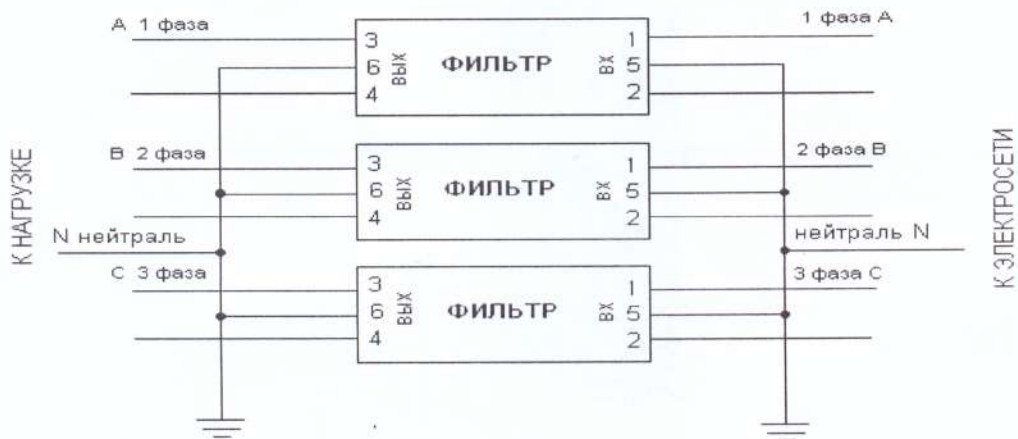 А 1 фаза
1 фаза А
3
6
4
ВЫХ
ФИЛЬТР
ВХ
1
5
2
В 2 фаза
2 фаза В
3
6
4
ВЫХ
ФИЛЬТР
ВХ
1
5
2
N нейтраль
нейтраль N
С 3 фаза
3 фаза С
3
6
4
ВЫХ
ФИЛЬТР
ВХ
1
5
2
К НАГРУЗКЕ
К ЭЛЕКТРОСЕТИ